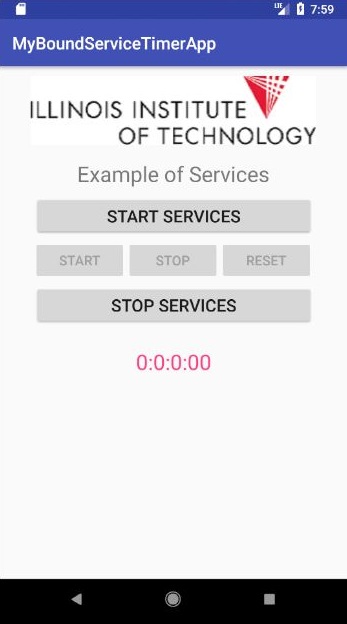 LTE 7:59
MyBoundServiceTimerApp
ILLINOIS INSTITUTE
OF TECHNOLOGY
Example of Services
START SERVICES
START STOP RESET
STOP SERVICES
0:0:0:00